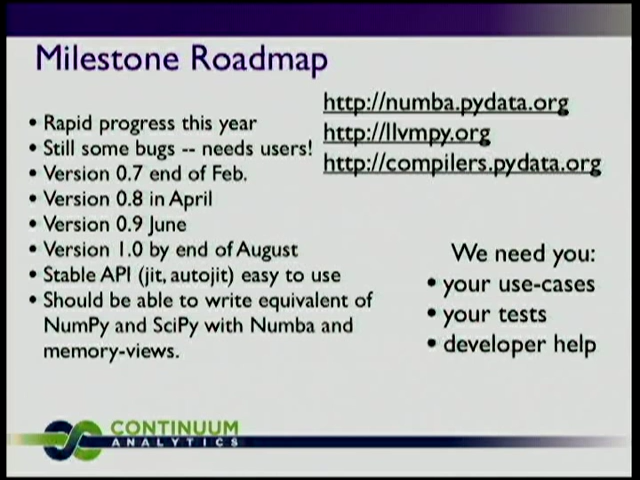 Milestone Roadmap
http://numba.pydata.org
http://llvmpy.org
http://compilers.pydata.org
• Rapid progress this year
• Still some bugs -- needs users!
• Version 0.7 end of Feb.
• Version 0.8 in April
• Version 0.9 June
• Version 1.0 by end of August
• Stable API (jit, autojit) easy to use
• Should be able to write equivalent of
NumPy and SciPy with Numba and
memory-views.
We need you:
• your use-cases
• your tests
• developer help
CONTINUUM
ANALYTICS